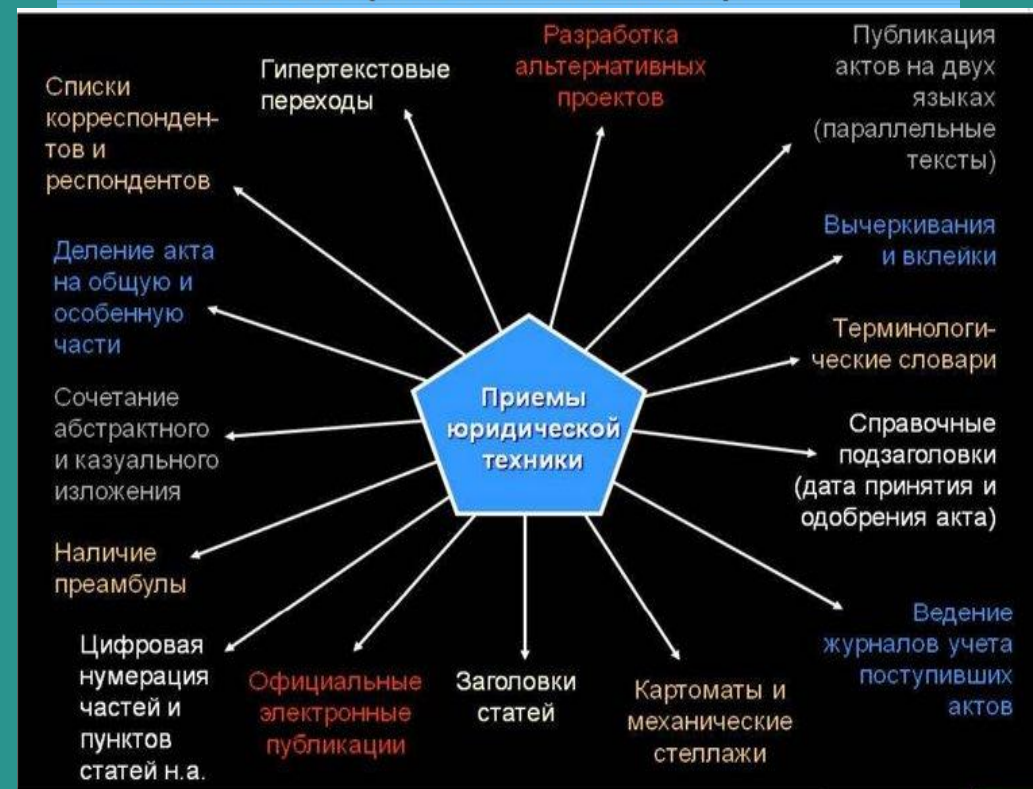 Списки
корреспонден-
тов и
респондентов
Гипертекстовые
переходы
Разработка
альтернативных
проектов
Публикация
актов на двух
языках
(параллельные
тексты)
Деление акта
на общую и
особенную
части
Вычеркивания
и вклейки
Терминологи-
ческие словари
Приемы
юридической
техники
Сочетание
абстрактного
и казуального
изложения
Справочные
подзаголовки
(дата принятия и
одобрения акта)
Наличие
преамбулы
Ведение
журналов учета
поступивших
актов
Цифровая
нумерация
частей и
пунктов
статей н.а.
Официальные
электронные
публикации
Заголовки
статей
Картоматы и
механические
стеллажи